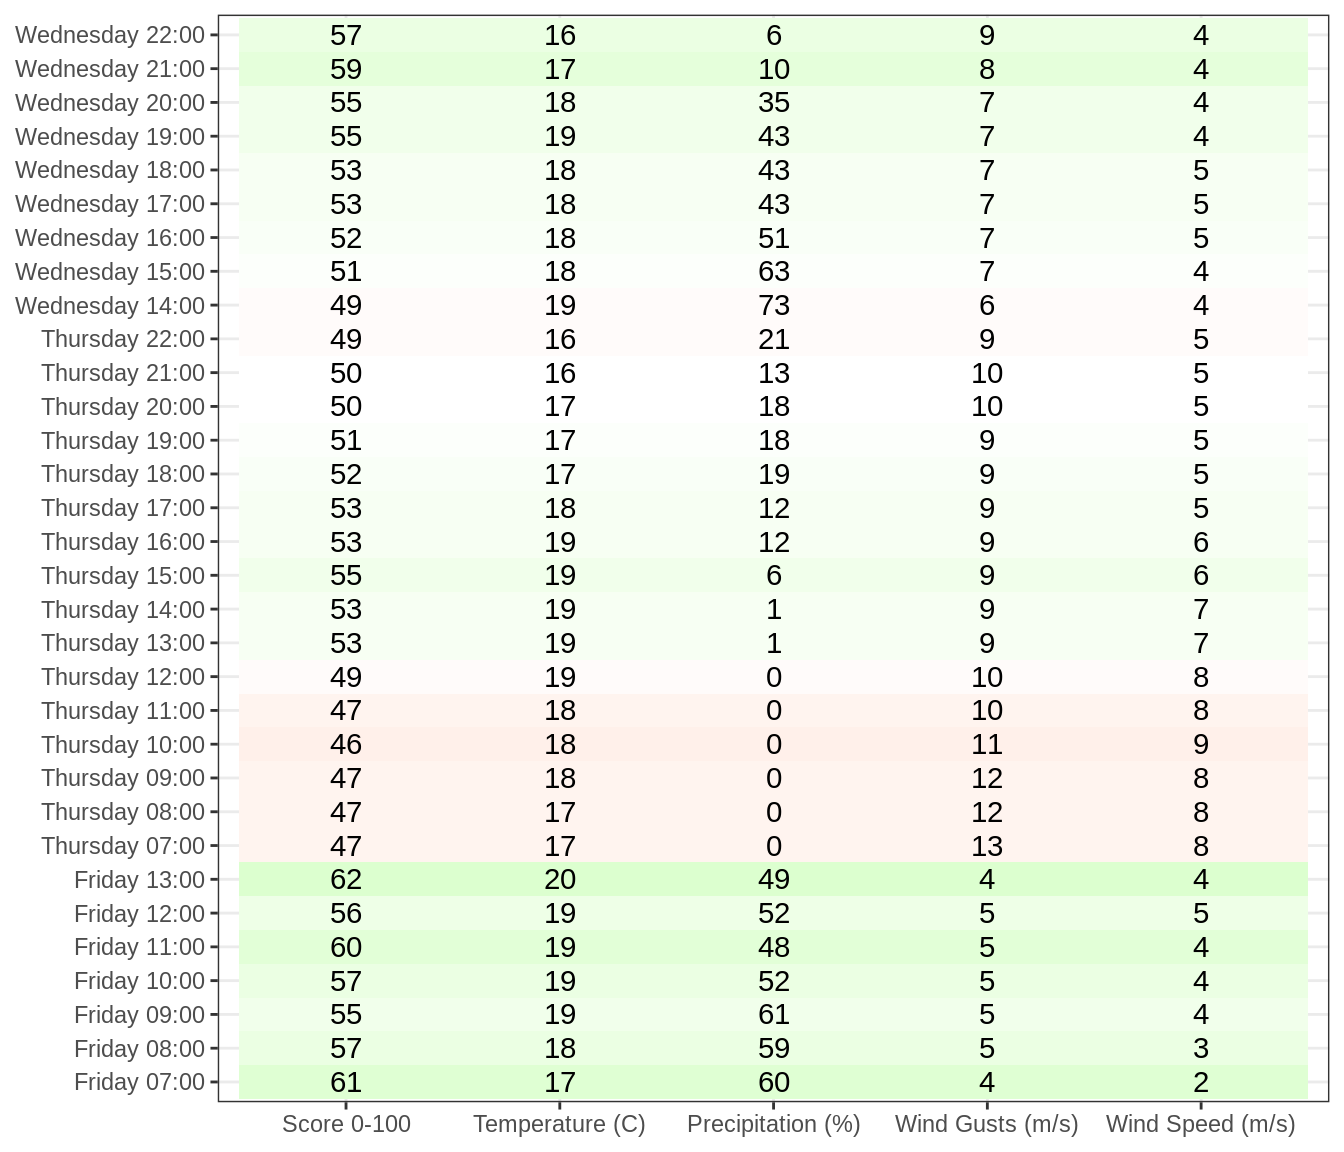 Wednesday 22:00 57 16 6 9 4
Wednesday 21:00 59 17 10 8 4
Wednesday 20:00 55 18 35 7 4
Wednesday 19:00 55 19 43 7 4
Wednesday 18:00 53 18 43 7 5
Wednesday 17:00 53 18 43 7 5
Wednesday 16:00 52 18 51 7 5
Wednesday 15:00 51 18 63 7 4
Wednesday 14:00 49 19 73 6 4
Thursday 22:00 49 16 21 9 5
Thursday 21:00 50 16 13 10 5
Thursday 20:00 50 17 18 10 5
Thursday 19:00 51 17 18 9 5
Thursday 18:00 52 17 19 9 5
Thursday 17:00 53 18 12 9 5
Thursday 16:00 53 19 12 9 6
Thursday 15:00 55 19 6 9 6
Thursday 14:00 53 19 1 9 7
Thursday 13:00 53 19 1 9 7
Thursday 12:00 49 19 0 10 8
Thursday 11:00 47 18 0 10 8
Thursday 10:00 46 18 0 11 9
Thursday 09:00 47 18 0 12 8
Thursday 08:00 47 17 0 12 8
Thursday 07:00 47 17 0 13 8
Friday 13:00 62 20 49 4 4
Friday 12:00 56 19 52 5 5
Friday 11:00 60 19 48 5 4
Friday 10:00 57 19 52 5 4
Friday 09:00 55 19 61 5 4
Friday 08:00 57 18 59 5 3
Friday 07:00 61 17 60 4 2
Score 0-100 Temperature (C) Precipitation (%) Wind Gusts (m/s) Wind Speed (m/s)